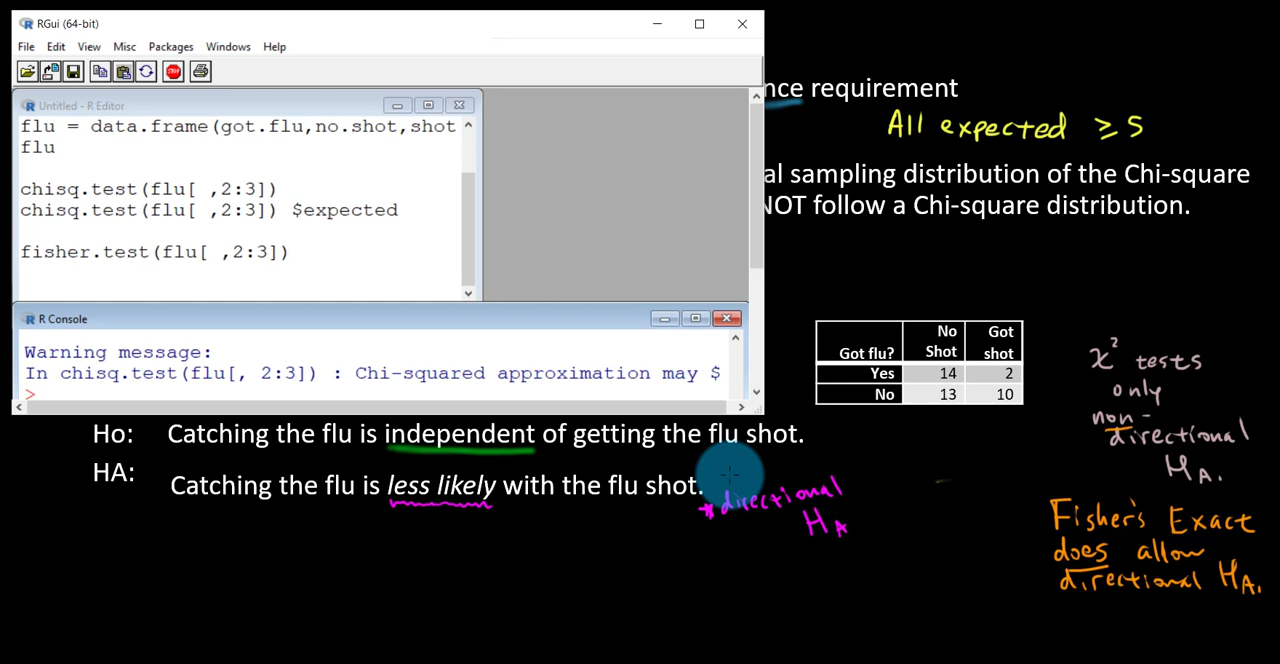 RGui (64-bit)
File Edit View Misc Packages Windows Help
Untitled - R Editor
flu = data.frame(got.flu,no.shot,shot
flu
chisq.test(flu[ ,2:3])
chisq.test(flu[ ,2:3]) $expected
fisher.test(flu[ ,2:3])
R Console
Warning message:
In chisq.test(flu[, 2:3]) : Chi-squared approximation may $
>
nce requirement
All expected ≥ 5
al sampling distribution of the Chi-square
NOT follow a Chi-square distribution.
Got flu? No Shot Got shot
Yes 14 2
No 13 10
χ² tests
only
non-
directional
HA.
Ho: Catching the flu is independent of getting the flu shot.
HA: Catching the flu is less likely with the flu shot.
* directional
HA
Fisher's Exact
does allow
directional HA.